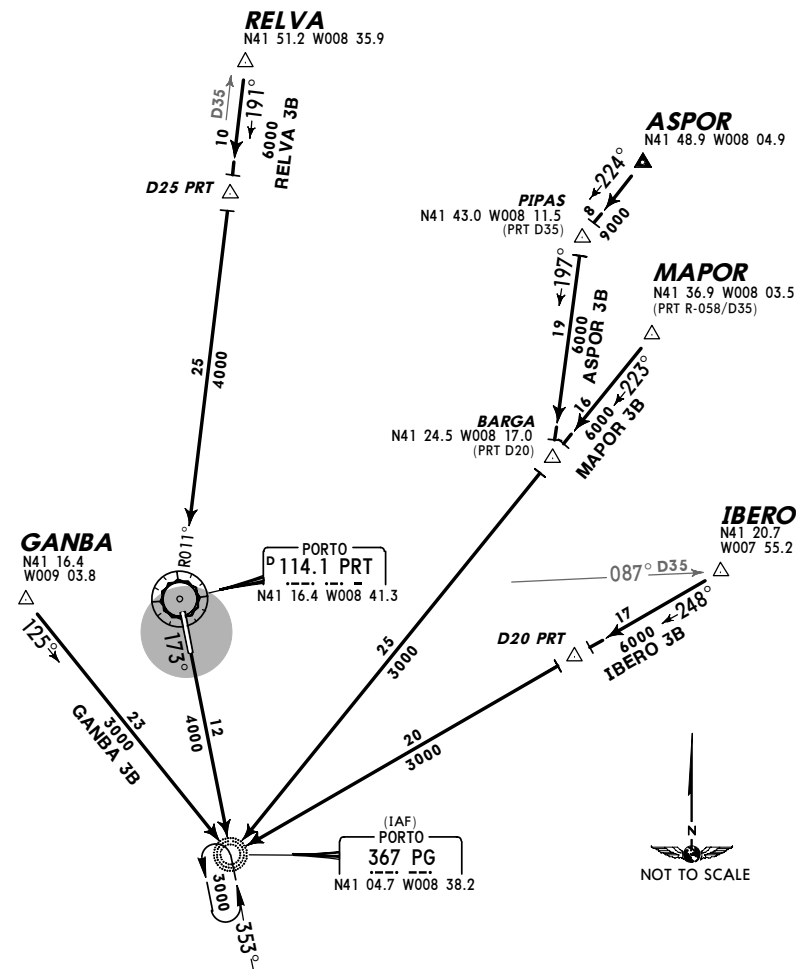 RELVA
N41 51.2 W008 35.9
D35
191°
10
6000
RELVA 3B
ASPOR
N41 48.9 W008 04.9
224°
8
9000
D25 PRT
PIPAS
N41 43.0 W008 11.5
(PRT D35)
197°
19
6000
ASPOR 3B
MAPOR
N41 36.9 W008 03.5
(PRT R-058/D35)
223°
16
6000
MAPOR 3B
25
4000
BARGA
N41 24.5 W008 17.0
(PRT D20)
IBERO
N41 20.7
W007 55.2
087° D35
248°
17
6000
IBERO 3B
GANBA
N41 16.4
W009 03.8
125°
23
3000
GANBA 3B
R011°
PORTO
D 114.1 PRT
N41 16.4 W008 41.3
173°
12
4000
25
3000
D20 PRT
20
3000
(IAF)
PORTO
367 PG
N41 04.7 W008 38.2
3000
353°
N
NOT TO SCALE